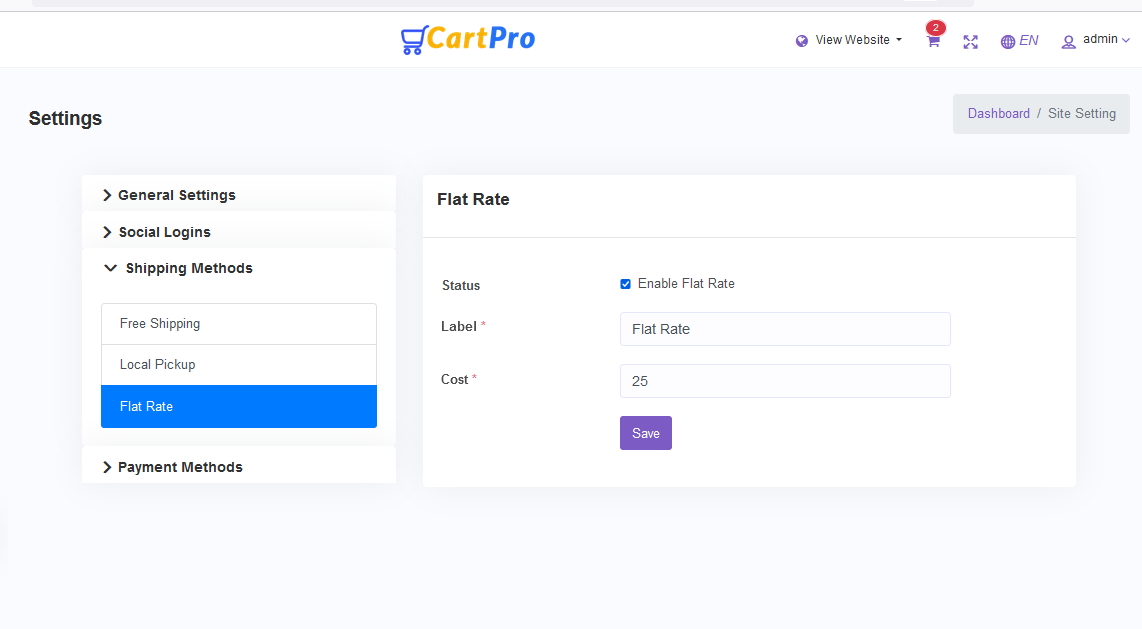 CartPro
View Website
2
EN
admin
Settings
Dashboard / Site Setting
General Settings
Social Logins
Shipping Methods
Free Shipping
Local Pickup
Flat Rate
Payment Methods
Flat Rate
Status
Enable Flat Rate
Label *
Flat Rate
Cost *
25
Save